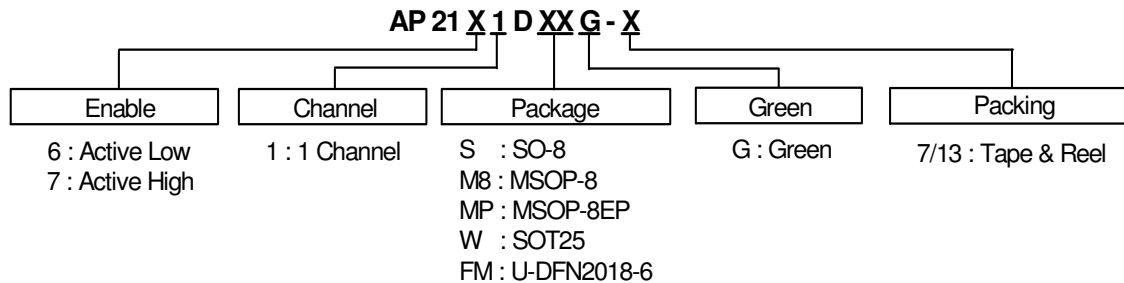 AP 21 X 1 D XX G - X
Enable
Channel
Package
Green
Packing
6 : Active Low
7 : Active High
1 : 1 Channel
S : SO-8
M8 : MSOP-8
MP : MSOP-8EP
W : SOT25
FM : U-DFN2018-6
G : Green
7/13 : Tape & Reel